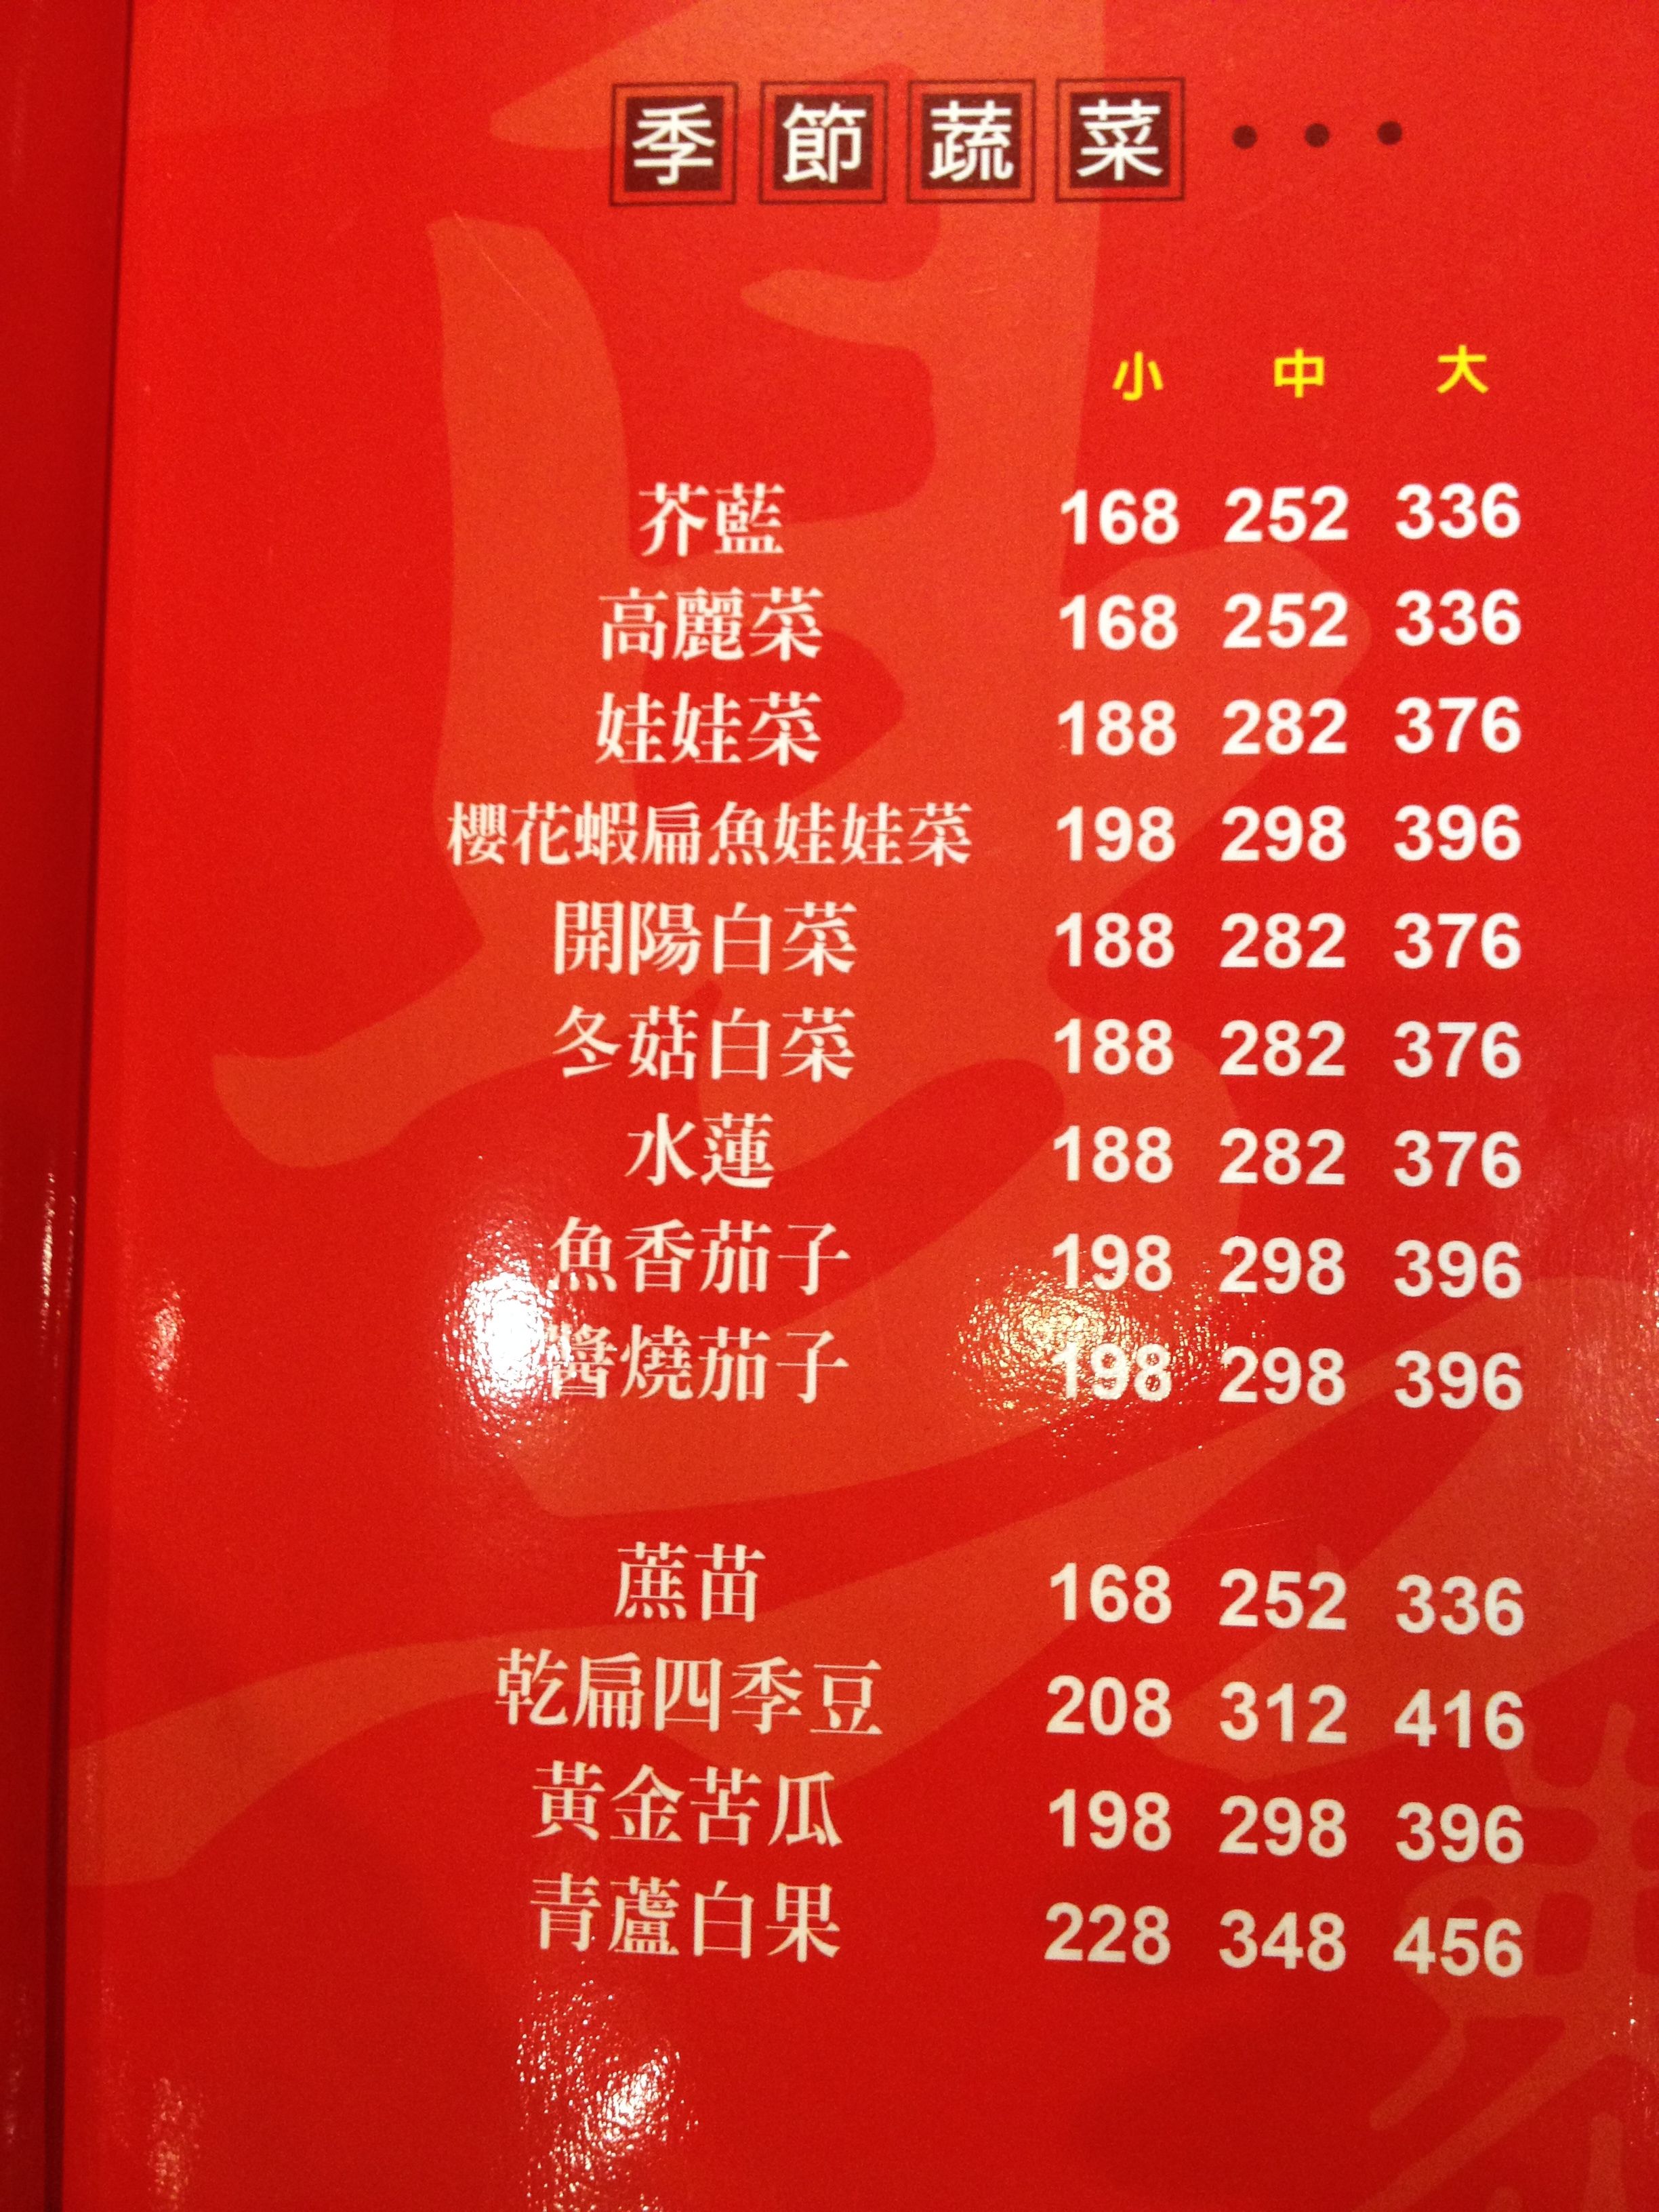 季節蔬菜•••
小 中 大
芥藍 168 252 336
高麗菜 168 252 336
娃娃菜 188 282 376
櫻花蝦扁魚娃娃菜 198 298 396
開陽白菜 188 282 376
冬菇白菜 188 282 376
水蓮 188 282 376
魚香茄子 198 298 396
醬燒茄子 198 298 396
蔗苗 168 252 336
乾扁四季豆 208 312 416
黃金苦瓜 198 298 396
青蘆白果 228 348 456